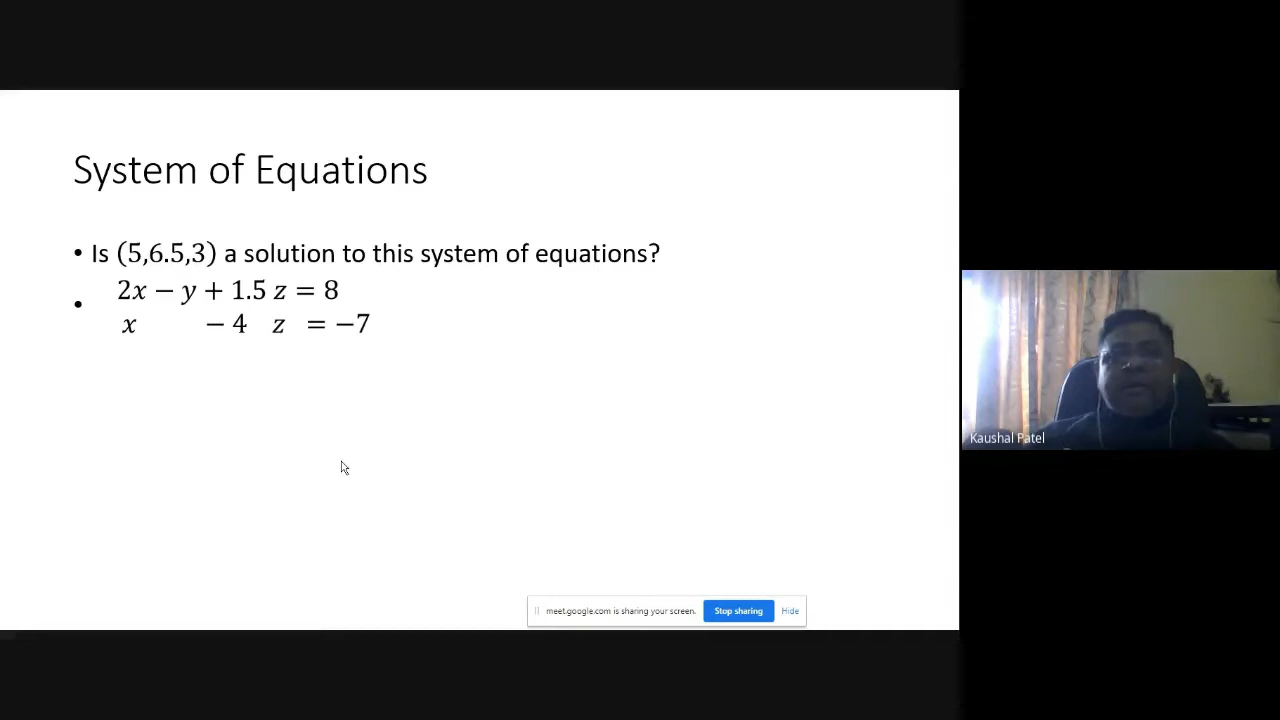 System of Equations
• Is (5,6.5,3) a solution to this system of equations?
• 2x − y + 1.5 z = 8
x − 4 z = −7
Kaushal Patel
meet.google.com is sharing your screen. Stop sharing Hide